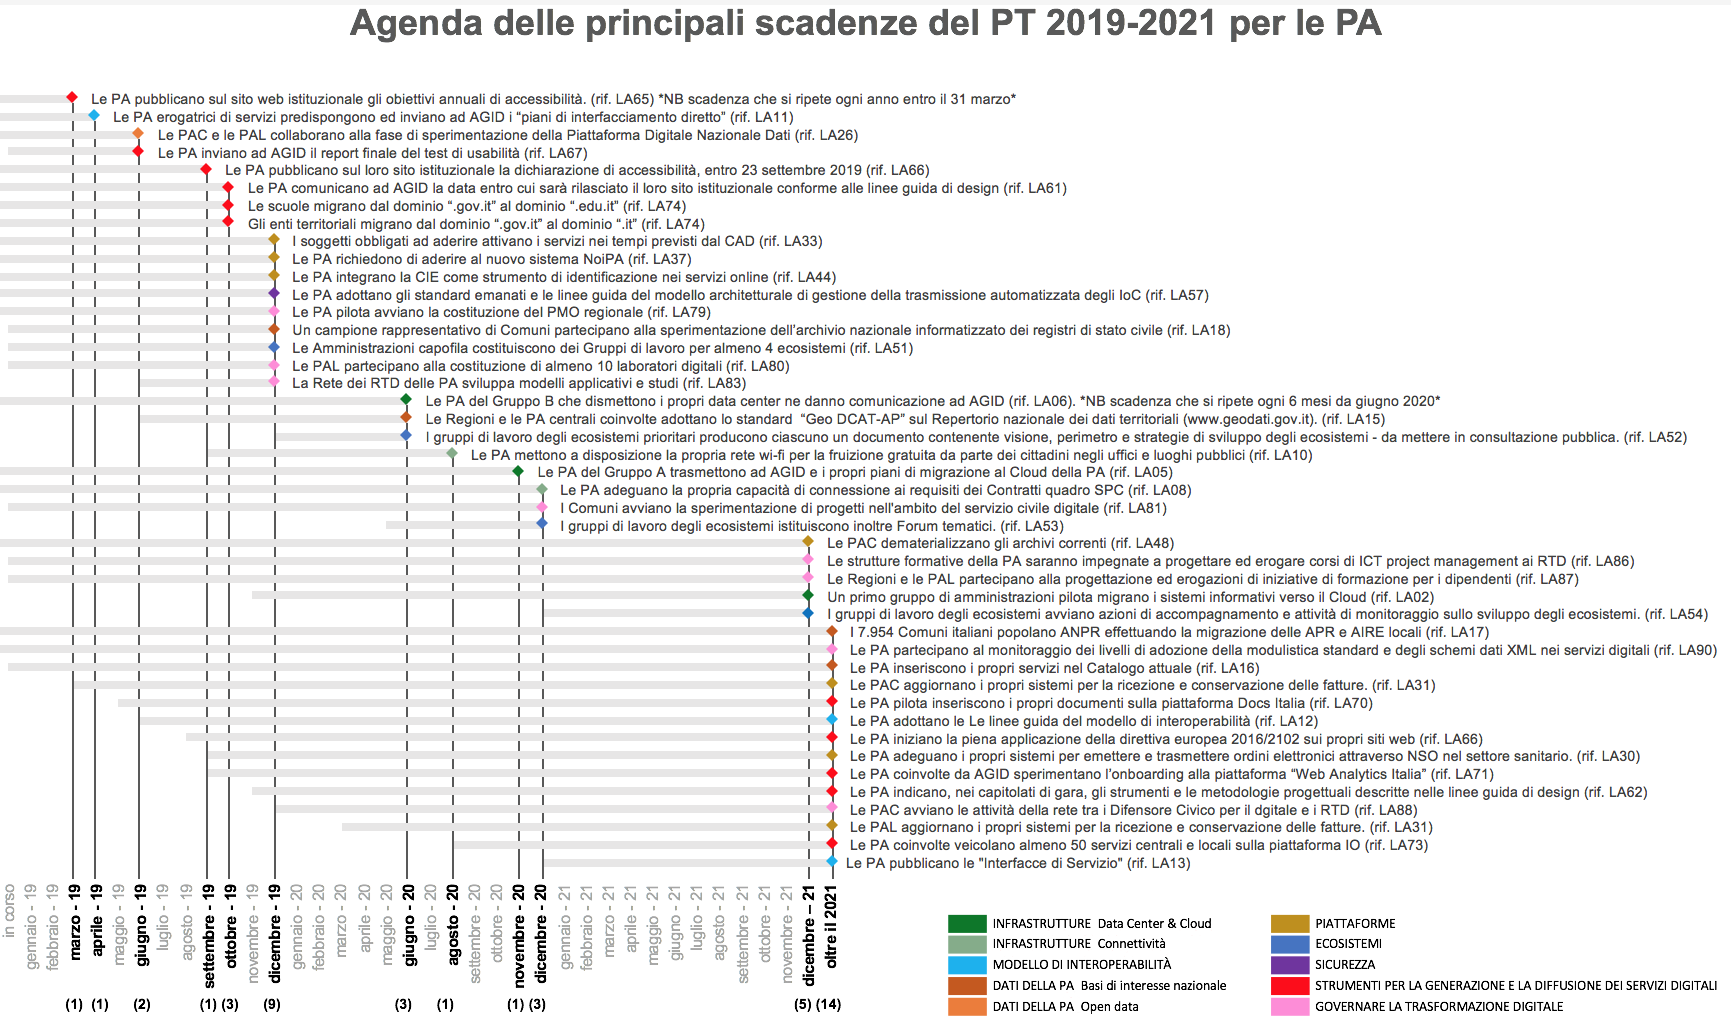 Agenda delle principali scadenze del PT 2019-2021 per le PA
Le PA pubblicano sul sito web istituzionale gli obiettivi annuali di accessibilità. (rif. LA65) *NB scadenza che si ripete ogni anno entro il 31 marzo*
Le PA erogatrici di servizi predispongono ed inviano ad AGID i “piani di interfacciamento diretto” (rif. LA11)
Le PAC e le PAL collaborano alla fase di sperimentazione della Piattaforma Digitale Nazionale Dati (rif. LA26)
Le PA inviano ad AGID il report finale del test di usabilità (rif. LA67)
Le PA pubblicano sul loro sito istituzionale la dichiarazione di accessibilità, entro 23 settembre 2019 (rif. LA66)
Le PA comunicano ad AGID la data entro cui sarà rilasciato il loro sito istituzionale conforme alle linee guida di design (rif. LA61)
Le scuole migrano dal dominio “.gov.it” al dominio “.edu.it” (rif. LA74)
Gli enti territoriali migrano dal dominio “.gov.it” al dominio “.it” (rif. LA74)
I soggetti obbligati ad aderire attivano i servizi nei tempi previsti dal CAD (rif. LA33)
Le PA richiedono di aderire al nuovo sistema NoiPA (rif. LA37)
Le PA integrano la CIE come strumento di identificazione nei servizi online (rif. LA44)
Le PA adottano gli standard emanati e le linee guida del modello architetturale di gestione della trasmissione automatizzata degli IoC (rif. LA57)
Le PA pilota avviano la costituzione del PMO regionale (rif. LA79)
Un campione rappresentativo di Comuni partecipano alla sperimentazione dell’archivio nazionale informatizzato dei registri di stato civile (rif. LA18)
Le Amministrazioni capofila costituiscono dei Gruppi di lavoro per almeno 4 ecosistemi (rif. LA51)
Le PAL partecipano alla costituzione di almeno 10 laboratori digitali (rif. LA80)
La Rete dei RTD delle PA sviluppa modelli applicativi e studi (rif. LA83)
Le PA del Gruppo B che dismettono i propri data center ne danno comunicazione ad AGID (rif. LA06). *NB scadenza che si ripete ogni 6 mesi da giugno 2020*
Le Regioni e le PA centrali coinvolte adottano lo standard “Geo DCAT-AP” sul Repertorio nazionale dei dati territoriali (www.geodati.gov.it). (rif. LA15)
I gruppi di lavoro degli ecosistemi prioritari producono ciascuno un documento contenente visione, perimetro e strategie di sviluppo degli ecosistemi - da mettere in consultazione pubblica. (rif. LA52)
Le PA mettono a disposizione la propria rete wi-fi per la fruizione gratuita da parte dei cittadini negli uffici e luoghi pubblici (rif. LA10)
Le PA del Gruppo A trasmettono ad AGID e i propri piani di migrazione al Cloud della PA (rif. LA05)
Le PA adeguano la propria capacità di connessione ai requisiti dei Contratti quadro SPC (rif. LA08)
I Comuni avviano la sperimentazione di progetti nell'ambito del servizio civile digitale (rif. LA81)
I gruppi di lavoro degli ecosistemi istituiscono inoltre Forum tematici. (rif. LA53)
Le PAC dematerializzano gli archivi correnti (rif. LA48)
Le strutture formative della PA saranno impegnate a progettare ed erogare corsi di ICT project management ai RTD (rif. LA86)
Le Regioni e le PAL partecipano alla progettazione ed erogazioni di iniziative di formazione per i dipendenti (rif. LA87)
Un primo gruppo di amministrazioni pilota migrano i sistemi informativi verso il Cloud (rif. LA02)
I gruppi di lavoro degli ecosistemi avviano azioni di accompagnamento e attività di monitoraggio sullo sviluppo degli ecosistemi. (rif. LA54)
I 7.954 Comuni italiani popolano ANPR effettuando la migrazione delle APR e AIRE locali (rif. LA17)
Le PA partecipano al monitoraggio dei livelli di adozione della modulistica standard e degli schemi dati XML nei servizi digitali (rif. LA90)
Le PA inseriscono i propri servizi nel Catalogo attuale (rif. LA16)
Le PAC aggiornano i propri sistemi per la ricezione e conservazione delle fatture. (rif. LA31)
Le PA pilota inseriscono i propri documenti sulla piattaforma Docs Italia (rif. LA70)
Le PA adottano le Le linee guida del modello di interoperabilità (rif. LA12)
Le PA iniziano la piena applicazione della direttiva europea 2016/2102 sui propri siti web (rif. LA66)
Le PA adeguano i propri sistemi per emettere e trasmettere ordini elettronici attraverso NSO nel settore sanitario. (rif. LA30)
Le PA coinvolte da AGID sperimentano l’onboarding alla piattaforma “Web Analytics Italia” (rif. LA71)
Le PA indicano, nei capitolati di gara, gli strumenti e le metodologie progettuali descritte nelle linee guida di design (rif. LA62)
Le PAC avviano le attività della rete tra i Difensore Civico per il dgitale e i RTD (rif. LA88)
Le PAL aggiornano i propri sistemi per la ricezione e conservazione delle fatture. (rif. LA31)
Le PA coinvolte veicolano almeno 50 servizi centrali e locali sulla piattaforma IO (rif. LA73)
Le PA pubblicano le "Interfacce di Servizio" (rif. LA13)
in corso
gennaio - 19
febbraio - 19
marzo - 19
aprile - 19
maggio - 19
giugno - 19
luglio - 19
agosto - 19
settembre - 19
ottobre - 19
novembre - 19
dicembre - 19
gennaio - 20
febbraio - 20
marzo - 20
aprile - 20
maggio - 20
giugno - 20
luglio - 20
agosto - 20
settembre - 20
ottobre - 20
novembre - 20
dicembre - 20
gennaio - 21
febbraio - 21
marzo - 21
aprile - 21
maggio - 21
giugno - 21
luglio - 21
agosto - 21
settembre - 21
ottobre - 21
novembre - 21
dicembre – 21
oltre il 2021
(1) (1) (2) (1) (3) (9) (3) (1) (1) (3) (5) (14)
INFRASTRUTTURE Data Center & Cloud
INFRASTRUTTURE Connettività
MODELLO DI INTEROPERABILITÀ
DATI DELLA PA Basi di interesse nazionale
DATI DELLA PA Open data
PIATTAFORME
ECOSISTEMI
SICUREZZA
STRUMENTI PER LA GENERAZIONE E LA DIFFUSIONE DEI SERVIZI DIGITALI
GOVERNARE LA TRASFORMAZIONE DIGITALE